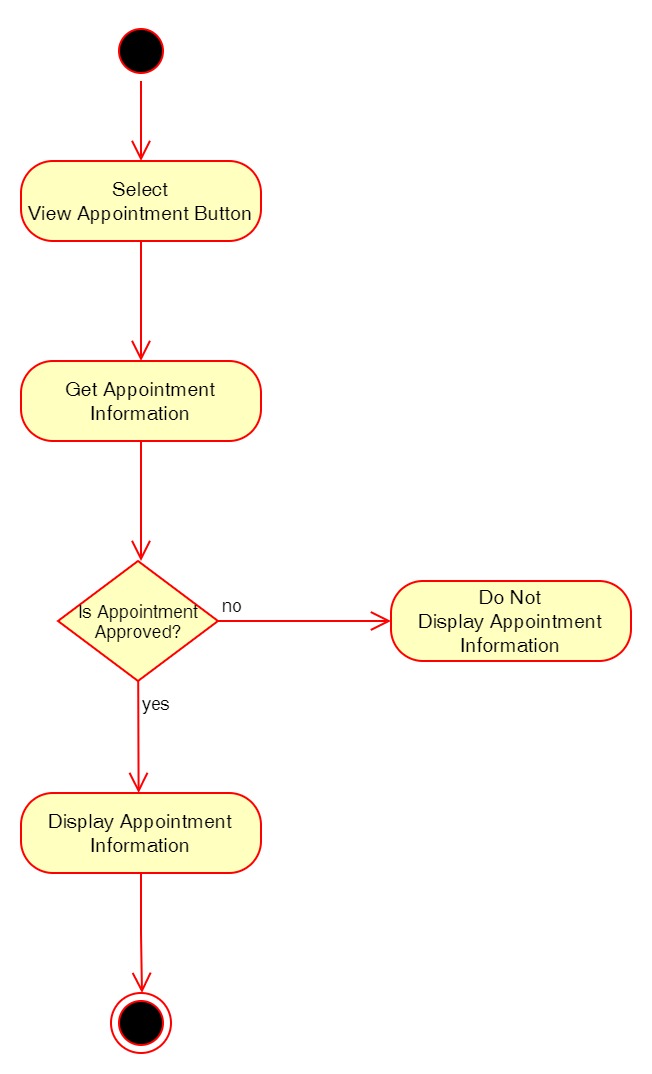 Select
View Appointment Button
Get Appointment
Information
Is Appointment
Approved?
no
Do Not
Display Appointment
Information
yes
Display Appointment
Information